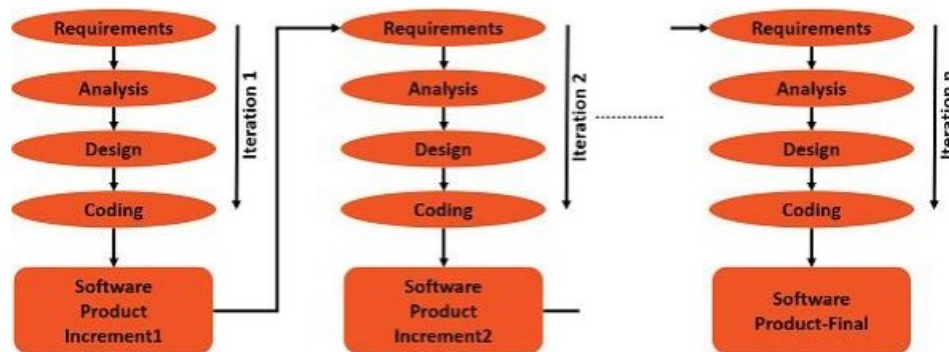 Requirements
Analysis
Design
Coding
Iteration 1
Software
Product
Increment1
Requirements
Analysis
Design
Coding
Iteration 2
Software
Product
Increment2
Requirements
Analysis
Design
Coding
Iteration n
Software
Product-Final